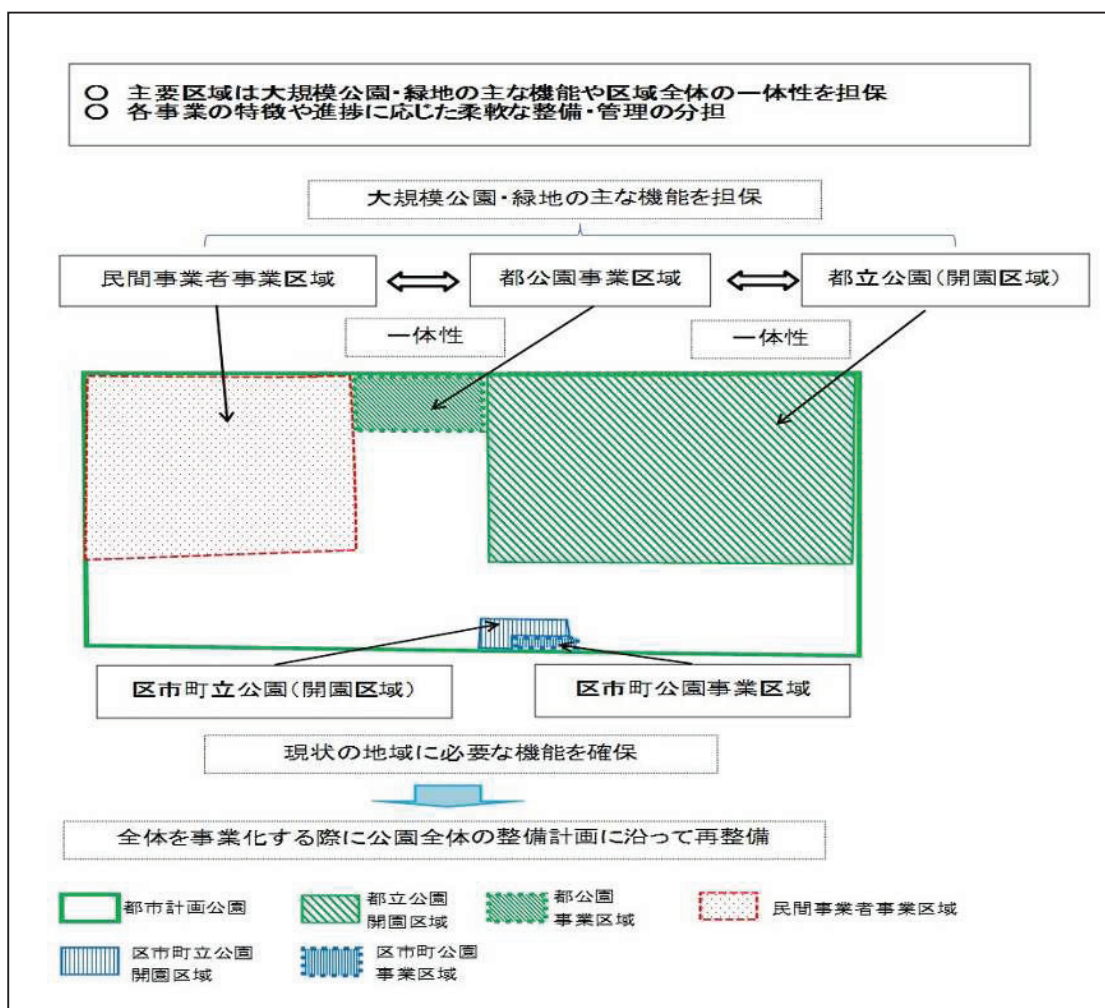 ○ 主要区域は大規模公園・緑地の主な機能や区域全体の一体性を担保
○ 各事業の特徴や進捗に応じた柔軟な整備・管理の分担
大規模公園・緑地の主な機能を担保
民間事業者事業区域
都公園事業区域
都立公園(開園区域)
一体性
一体性
区市町立公園(開園区域)
区市町公園事業区域
現状の地域に必要な機能を確保
全体を事業化する際に公園全体の整備計画に沿って再整備
都市計画公園
都立公園
開園区域
都公園
事業区域
民間事業者事業区域
区市町立公園
開園区域
区市町公園
事業区域